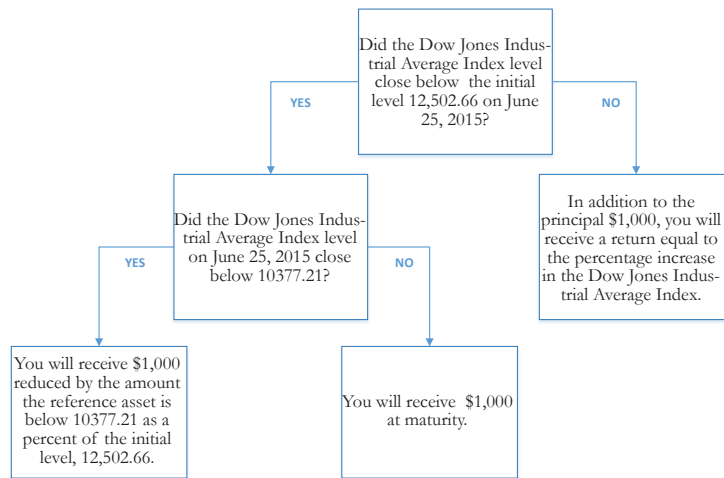 Did the Dow Jones Indus-
trial Average Index level
close below the initial
level 12,502.66 on June
25, 2015?
YES
NO
Did the Dow Jones Indus-
trial Average Index level
on June 25, 2015 close
below 10377.21?
In addition to the
principal $1,000, you will
receive a return equal to
the percentage increase
in the Dow Jones Indus-
trial Average Index.
YES
NO
You will receive $1,000
reduced by the amount
the reference asset is
below 10377.21 as a
percent of the initial
level, 12,502.66.
You will receive $1,000
at maturity.